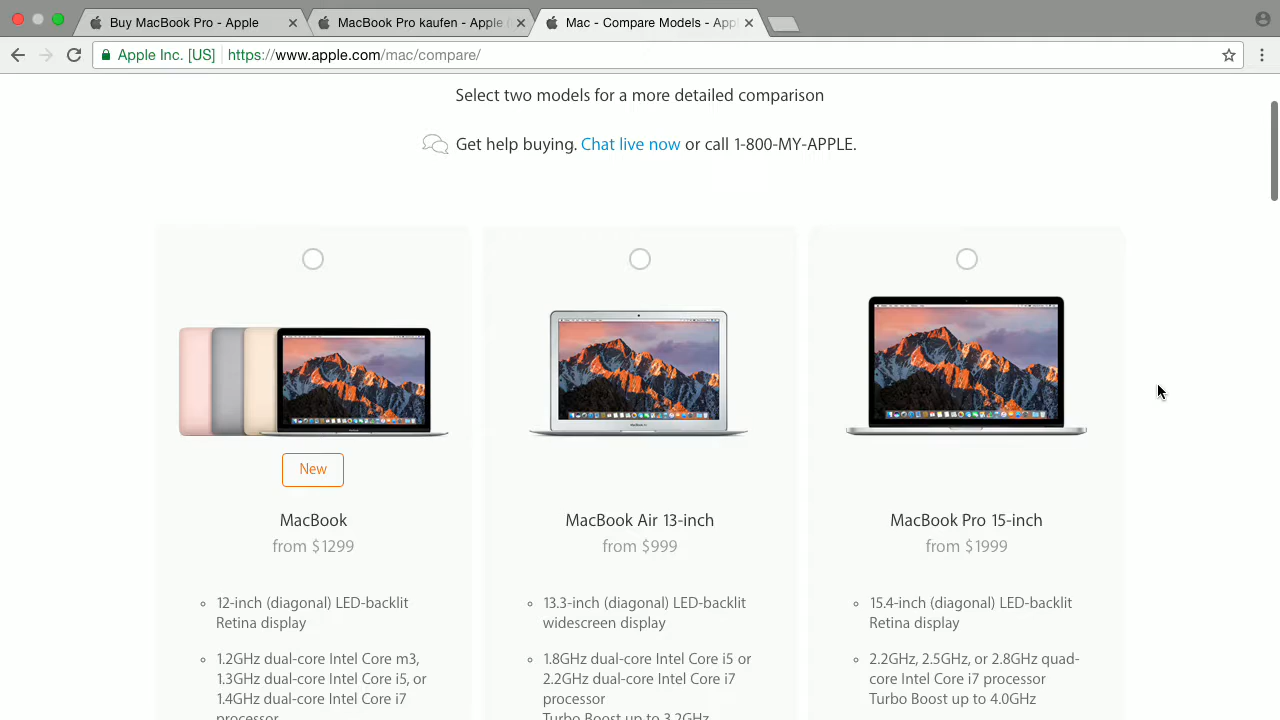 Buy MacBook Pro - Apple
MacBook Pro kaufen - Apple (
Mac - Compare Models - Appl
Apple Inc. [US]
https://www.apple.com/mac/compare/
Select two models for a more detailed comparison
Get help buying. Chat live now or call 1-800-MY-APPLE.
New
MacBook
from $1299
12-inch (diagonal) LED-backlit
Retina display
1.2GHz dual-core Intel Core m3,
1.3GHz dual-core Intel Core i5, or
1.4GHz dual-core Intel Core i7
processor
MacBook Air 13-inch
from $999
13.3-inch (diagonal) LED-backlit
widescreen display
1.8GHz dual-core Intel Core i5 or
2.2GHz dual-core Intel Core i7
processor
Turbo Boost up to 3.2GHz
MacBook Pro 15-inch
from $1999
15.4-inch (diagonal) LED-backlit
Retina display
2.2GHz, 2.5GHz, or 2.8GHz quad-
core Intel Core i7 processor
Turbo Boost up to 4.0GHz